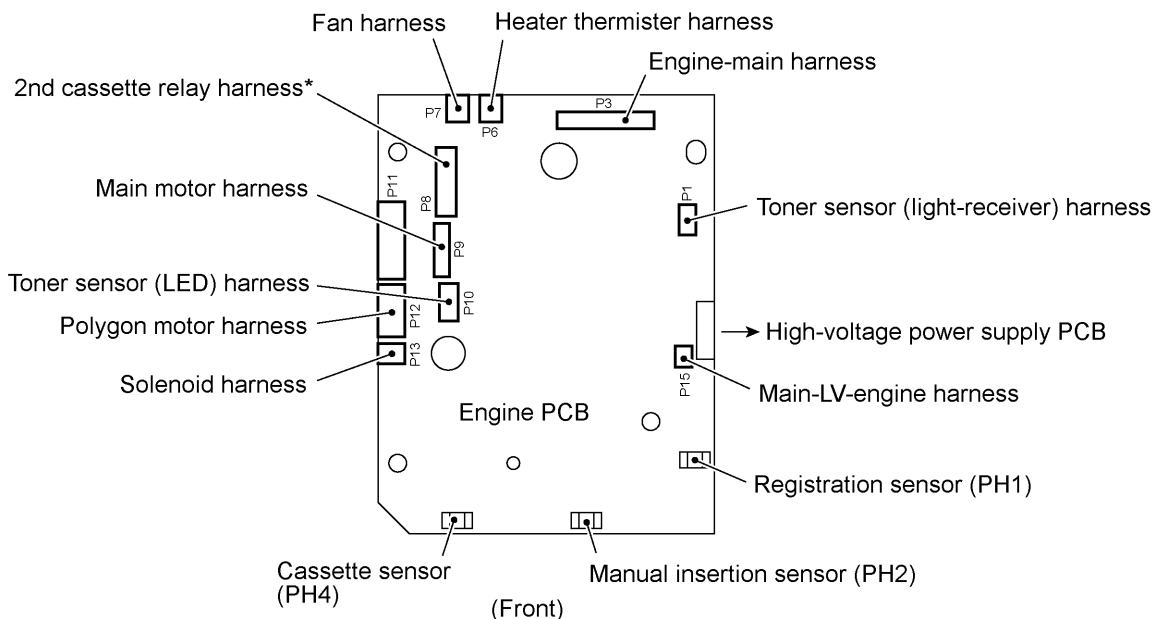 Fan harness
Heater thermister harness
Engine-main harness
2nd cassette relay harness*
P7
P6
P3
Main motor harness
P11
P8
P1
Toner sensor (light-receiver) harness
P9
Toner sensor (LED) harness
P10
Polygon motor harness
P12
High-voltage power supply PCB
P13
Solenoid harness
P15
Main-LV-engine harness
Engine PCB
Registration sensor (PH1)
Cassette sensor
(PH4)
Manual insertion sensor (PH2)
(Front)